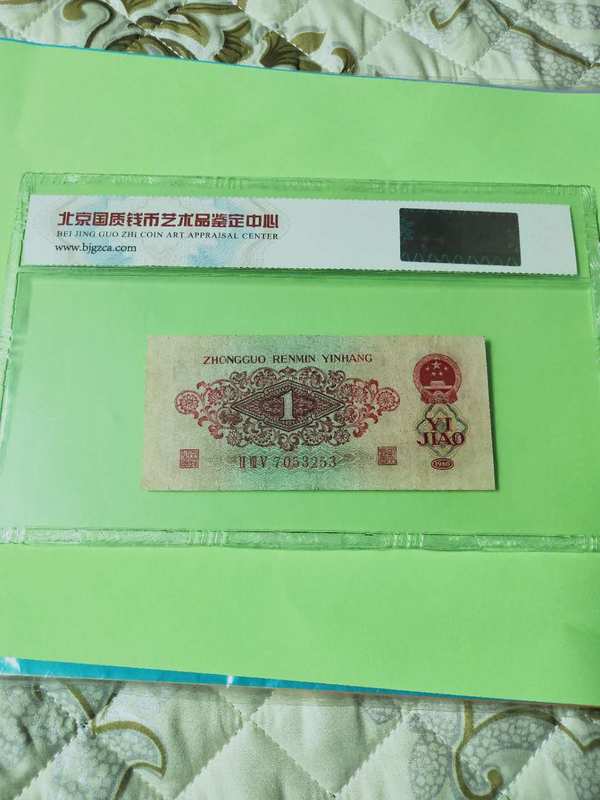 北京国质钱币艺术品鉴定中心
BEI JING GUO ZHI COIN ART APPRAISAL CENTER
www.bjgzca.com
ZHONGGUO RENMIN YINHANG
1
YI
JIAO
7053253
1960